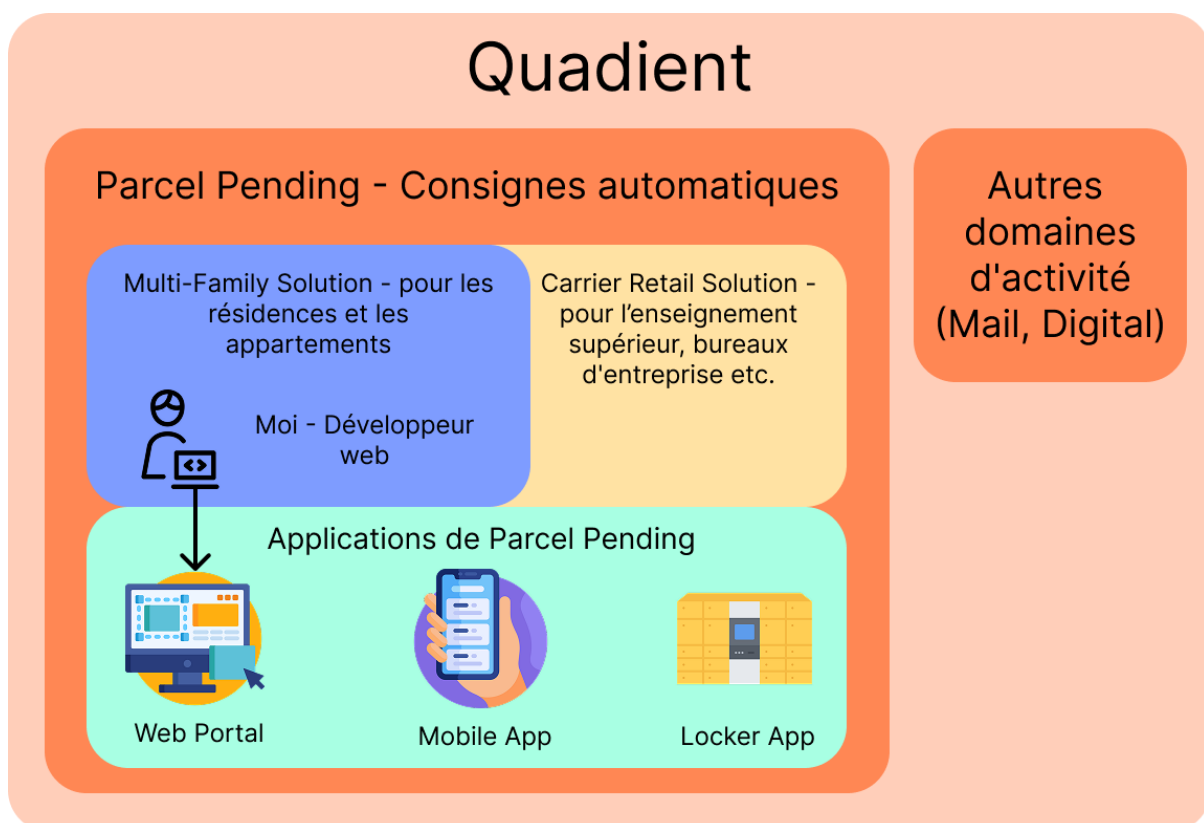 Quadient
Parcel Pending - Consignes automatiques
Autres
domaines
d'activité
(Mail, Digital)
Multi-Family Solution - pour les
résidences et les
appartements
Carrier Retail Solution -
pour l’enseignement
supérieur, bureaux
d'entreprise etc.
Moi - Développeur
web
Applications de Parcel Pending
Web Portal
Mobile App
Locker App